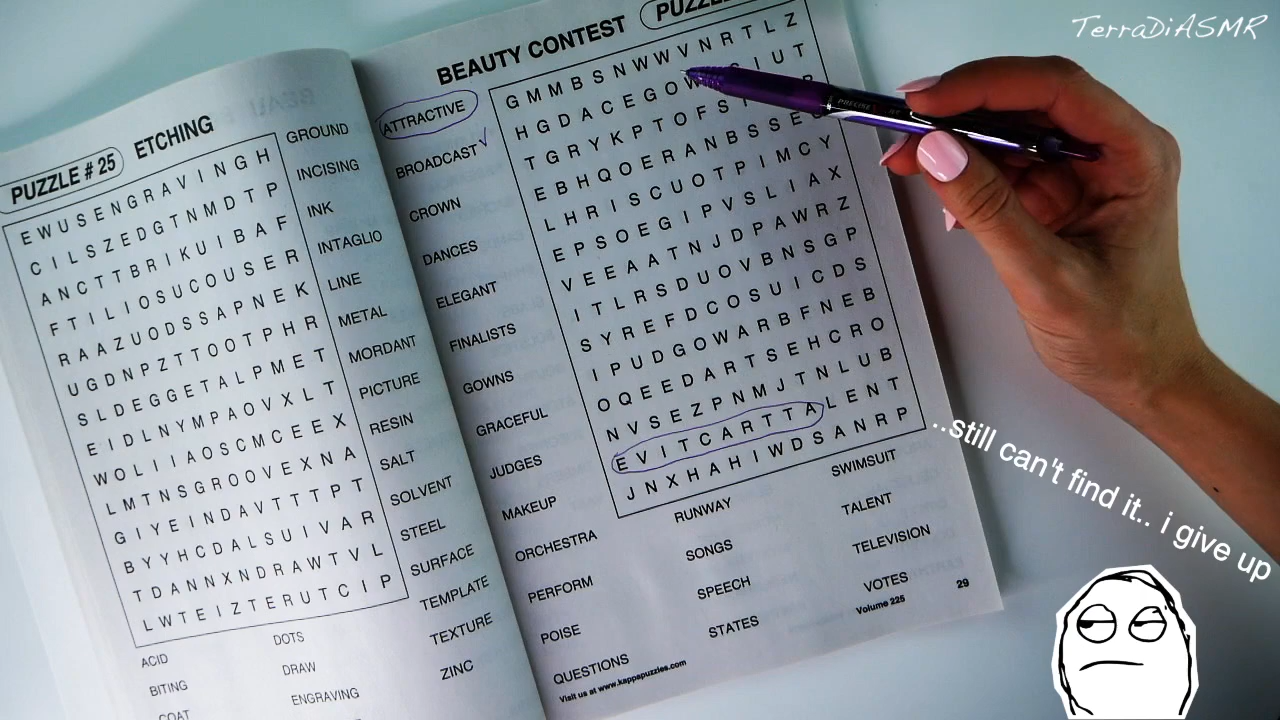 TerraDiASMR
PUZZLE # 25
ETCHING
E W U S E N G R A V I N G H
C I L S Z E D G T N M D T P
A N C T T B R I K U I B A F
F T I L I O S U C O U S E R
R A A Z U O D S S A P N E K
U G D N P Z T T O O T P H R
S L D E G G E T A L P M E T
E I D L N Y M P A O V X L T
W O L I I A O S C M C E E X
L M T N S G R O O V E X N A
G I Y E I N D A V T T T P T
B Y Y H C D A L S U I V A R
T D A N N X N D R A W T V L
L W T E I Z T E R U T C I P
GROUND
INCISING
INK
INTAGLIO
LINE
METAL
MORDANT
PICTURE
RESIN
SALT
SOLVENT
STEEL
SURFACE
TEMPLATE
TEXTURE
ZINC
ACID
BITING
COAT
DOTS
DRAW
ENGRAVING
BEAUTY CONTEST
ATTRACTIVE
BROADCAST
CROWN
DANCES
ELEGANT
FINALISTS
GOWNS
GRACEFUL
JUDGES
MAKEUP
ORCHESTRA
PERFORM
POISE
QUESTIONS
G M M B S N W W V N R T L Z
H G D A C E G O W I U T
T G R Y K P T O F S
E B H Q O E R A N B S S E
L H R I S C U O T P I M C Y
E P S O E G I P V S L I A X
V E E A A T N J D P A W R Z
I T L R S D U O V B N S G P
S Y R E F D C O S U I C D S
I P U D G O W A R B F N E B
O Q E E D A R T S E H C R O
N V S E Z P N M J T N L U B
E V I T C A R T T A L E N T
J N X H A H I W D S A N R P
RUNWAY
SONGS
SPEECH
STATES
SWIMSUIT
TALENT
TELEVISION
VOTES
Visit us at www.kappapuzzles.com
Volume 225
29
..still can't find it.. i give up